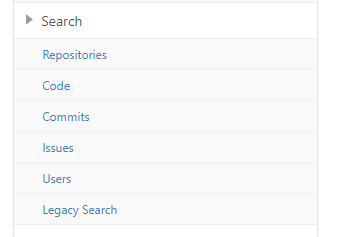 Search
Repositories
Code
Commits
Issues
Users
Legacy Search